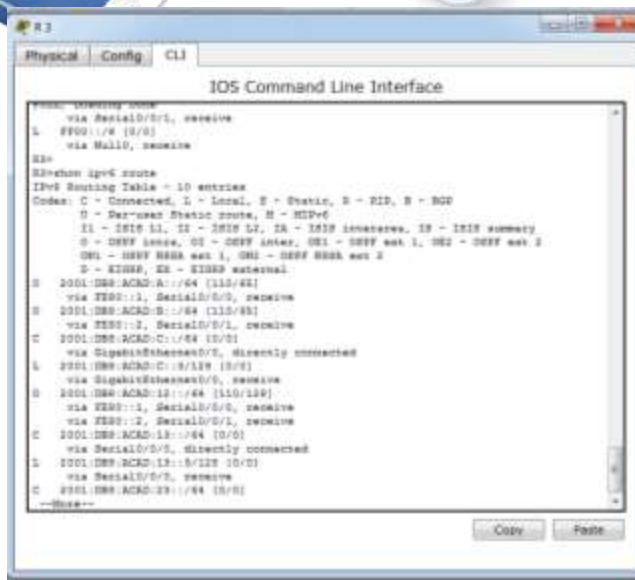 R3
Physical Config CLI
IOS Command Line Interface
via Serial0/0/1, receive
L FF00::/8 [0/0]
via Null0, receive
R3>
R3>show ipv6 route
IPv6 Routing Table - 10 entries
Codes: C - Connected, L - Local, S - Static, R - RIP, B - BGP
U - Per-user Static route, M - MIPv6
I1 - ISIS L1, I2 - ISIS L2, IA - ISIS interarea, IS - ISIS summary
O - OSPF intra, OI - OSPF inter, OE1 - OSPF ext 1, OE2 - OSPF ext 2
ON1 - OSPF NSSA ext 1, ON2 - OSPF NSSA ext 2
D - EIGRP, EX - EIGRP external
O 2001:DB8:ACAD:A::/64 [110/65]
via FE80::1, Serial0/0/0, receive
O 2001:DB8:ACAD:B::/64 [110/65]
via FE80::2, Serial0/0/1, receive
C 2001:DB8:ACAD:C::/64 [0/0]
via GigabitEthernet0/0, directly connected
L 2001:DB8:ACAD:C::3/128 [0/0]
via GigabitEthernet0/0, receive
O 2001:DB8:ACAD:12::/64 [110/128]
via FE80::1, Serial0/0/0, receive
via FE80::2, Serial0/0/1, receive
C 2001:DB8:ACAD:13::/64 [0/0]
via Serial0/0/0, directly connected
L 2001:DB8:ACAD:13::3/128 [0/0]
via Serial0/0/0, receive
C 2001:DB8:ACAD:23::/64 [0/0]
--More--
Copy Paste